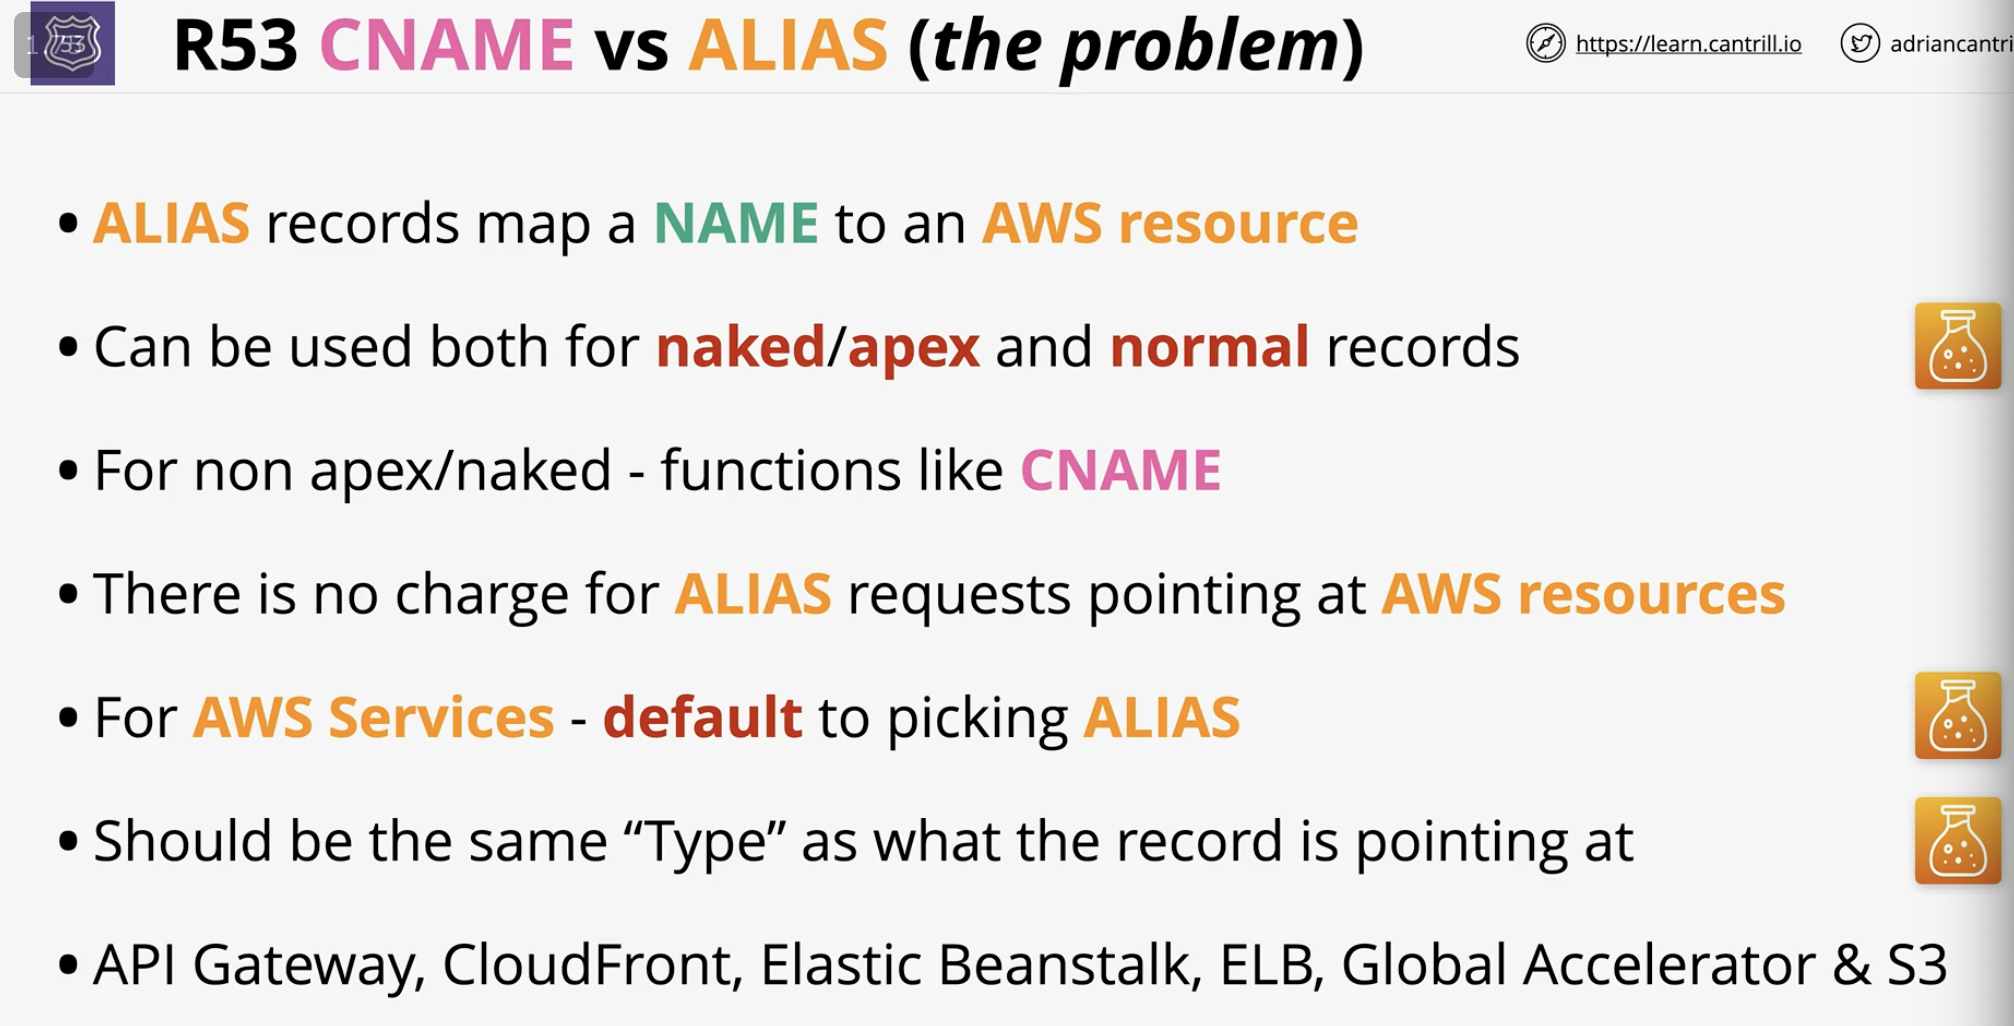 R53 CNAME vs ALIAS (the problem)
https://learn.cantrill.io
adriancantri
• ALIAS records map a NAME to an AWS resource
• Can be used both for naked/apex and normal records
• For non apex/naked - functions like CNAME
• There is no charge for ALIAS requests pointing at AWS resources
• For AWS Services - default to picking ALIAS
• Should be the same “Type” as what the record is pointing at
• API Gateway, CloudFront, Elastic Beanstalk, ELB, Global Accelerator & S3